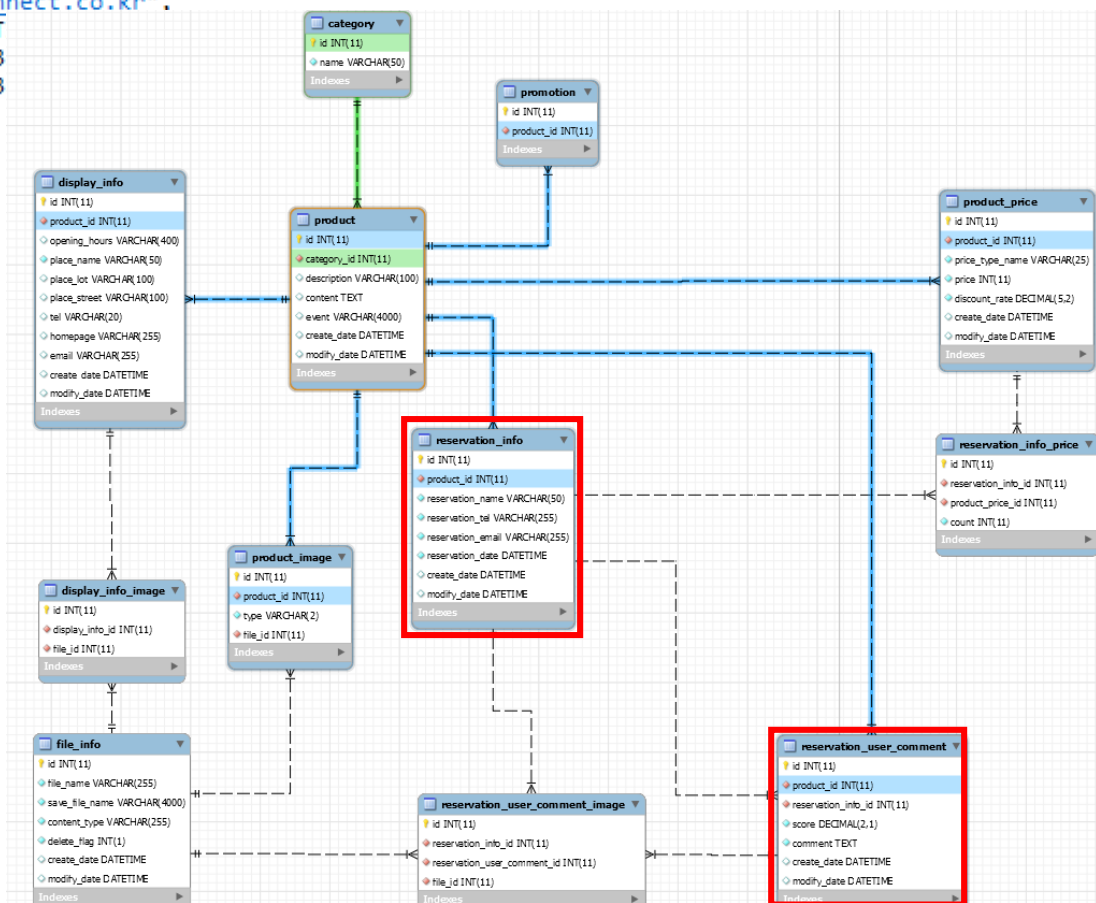 nnect.co.kr".
category
id INT(11)
name VARCHAR(50)
Indexes
promotion
id INT(11)
product_id INT(11)
Indexes
display_info
id INT(11)
product_id INT(11)
opening_hours VARCHAR(400)
place_name VARCHAR(50)
place_lot VARCHAR(100)
place_street VARCHAR(100)
tel VARCHAR(20)
homepage VARCHAR(255)
email VARCHAR(255)
create_date DATETIME
modify_date DATETIME
Indexes
product
id INT(11)
category_id INT(11)
description VARCHAR(100)
content TEXT
event VARCHAR(4000)
create_date DATETIME
modify_date DATETIME
Indexes
product_price
id INT(11)
product_id INT(11)
price_type_name VARCHAR(25)
price INT(11)
discount_rate DECIMAL(5,2)
create_date DATETIME
modify_date DATETIME
Indexes
reservation_info
id INT(11)
product_id INT(11)
reservation_name VARCHAR(50)
reservation_tel VARCHAR(255)
reservation_email VARCHAR(255)
reservation_date DATETIME
create_date DATETIME
modify_date DATETIME
Indexes
reservation_info_price
id INT(11)
reservation_info_id INT(11)
product_price_id INT(11)
count INT(11)
Indexes
product_image
id INT(11)
product_id INT(11)
type VARCHAR(2)
file_id INT(11)
Indexes
display_info_image
id INT(11)
display_info_id INT(11)
file_id INT(11)
Indexes
file_info
id INT(11)
file_name VARCHAR(255)
save_file_name VARCHAR(4000)
content_type VARCHAR(255)
delete_flag INT(1)
create_date DATETIME
modify_date DATETIME
Indexes
reservation_user_comment_image
id INT(11)
reservation_info_id INT(11)
reservation_user_comment_id INT(11)
file_id INT(11)
Indexes
reservation_user_comment
id INT(11)
product_id INT(11)
reservation_info_id INT(11)
score DECIMAL(2,1)
comment TEXT
create_date DATETIME
modify_date DATETIME
Indexes